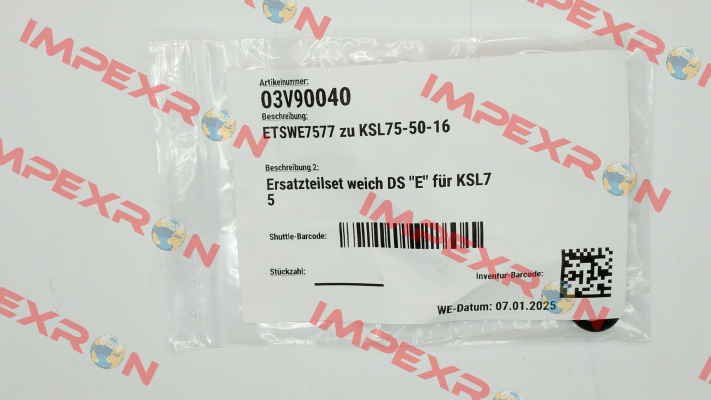 Artikelnummer:
03V90040
Beschreibung:
ETSWE7577 zu KSL75-50-16
Beschreibung 2:
Ersatzteilset weich DS "E" für KSL7
5
Shuttle-Barcode:
Stückzahl:
Inventur-Barcode:
WE-Datum: 07.01.2025
IMPEXRON
IMPEXRON
IMPEXRON
IMPEXRON
IMPEXRON
IMPEXRON
IMPEXRON